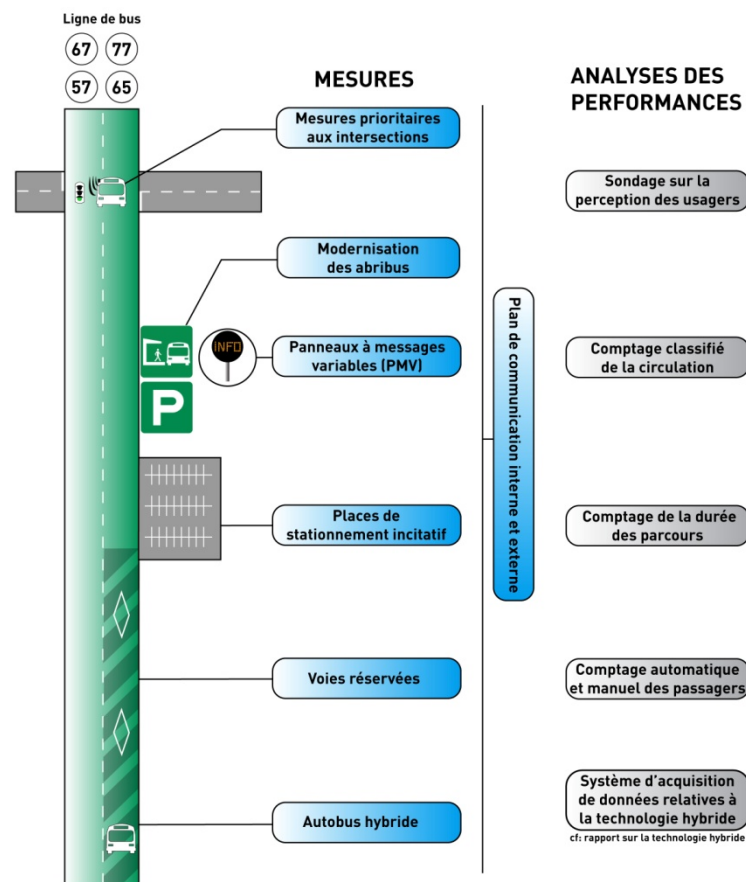 Ligne de bus
67 77
57 65
MESURES
ANALYSES DES
PERFORMANCES
Mesures prioritaires
aux intersections
Sondage sur la
perception des usagers
Modernisation
des abribus
INFO
Panneaux à messages
variables (PMV)
Plan de communication interne et externe
Comptage classifié
de la circulation
P
Places de
stationnement incitatif
Comptage de la durée
des parcours
Voies réservées
Comptage automatique
et manuel des passagers
Autobus hybride
Système d'acquisition
de données relatives à
la technologie hybride
cf: rapport sur la technologie hybride